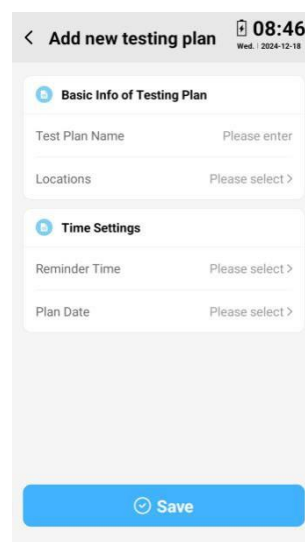 Add new testing plan
08:46
Wed. | 2024-12-18
Basic Info of Testing Plan
Test Plan Name Please enter
Locations Please select >
Time Settings
Reminder Time Please select >
Plan Date Please select >
Save